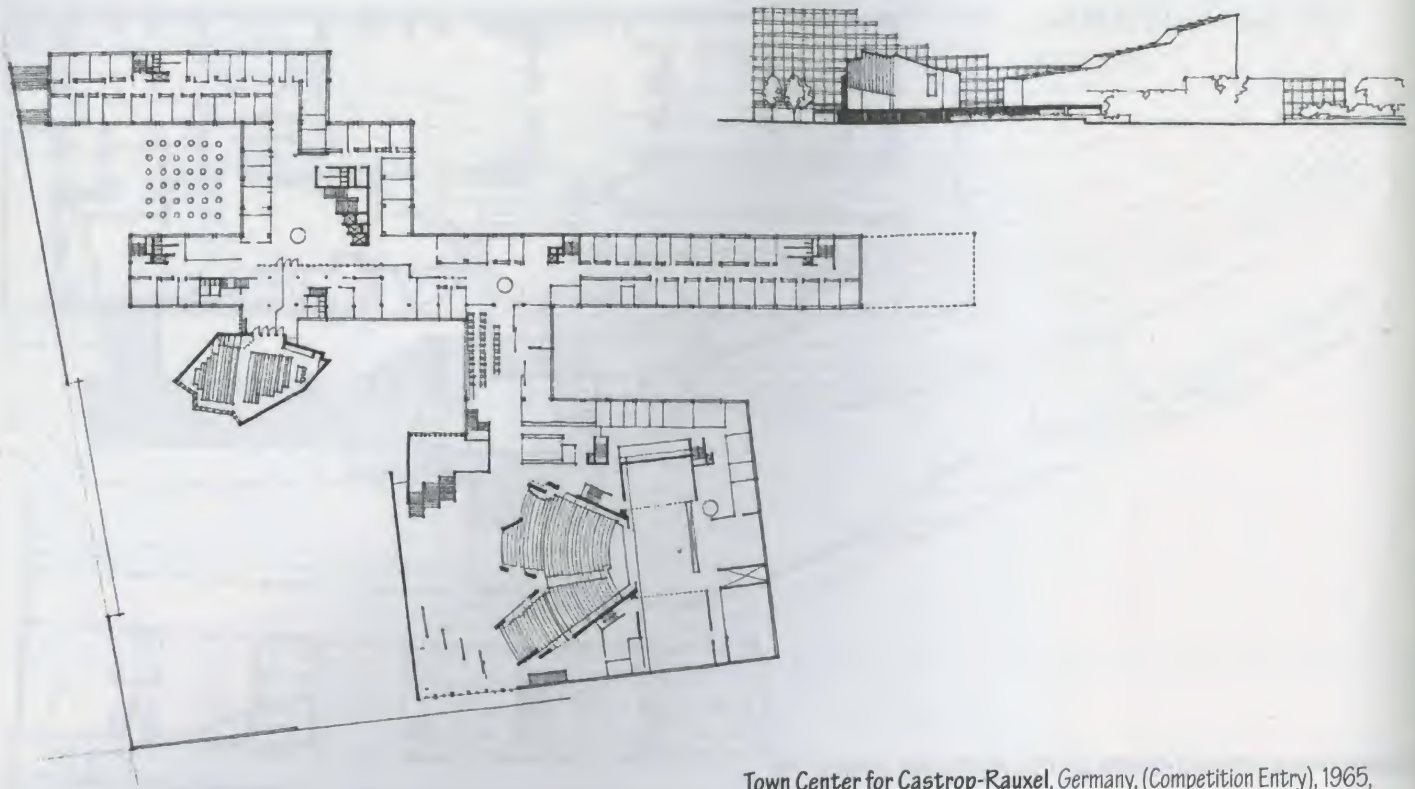 Town Center for Castrop-Rauxel, Germany, (Competition Entry), 1965,